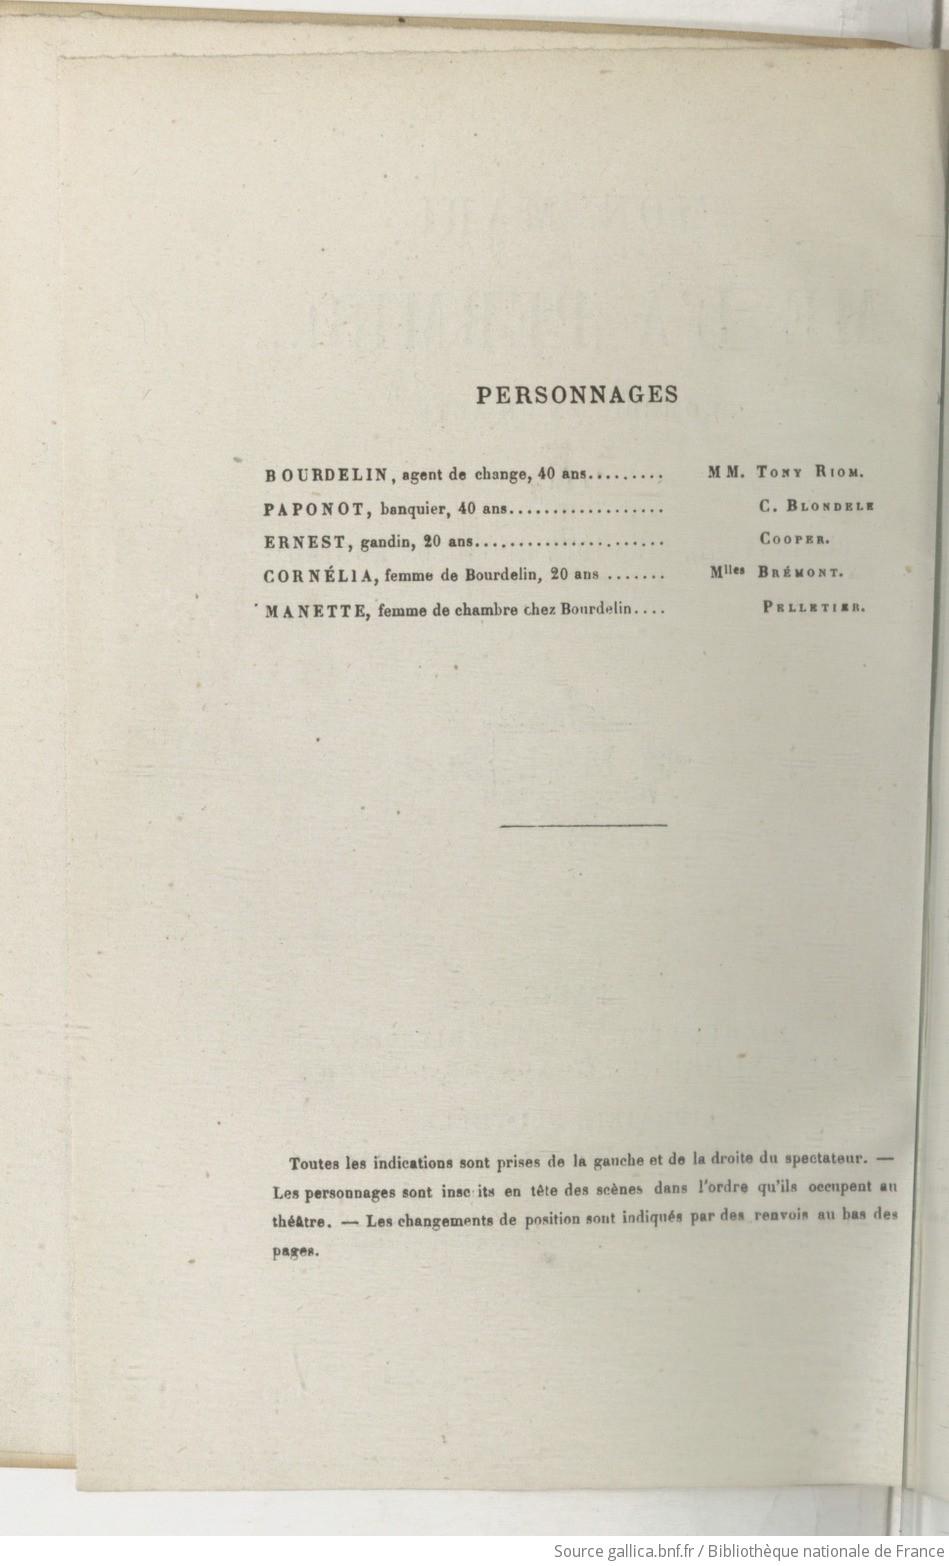 PERSONNAGES
BOURDELIN, agent de change, 40 ans......... MM. TONY RIOM.
PAPONOT, banquier, 40 ans.................. C. BLONDELE
ERNEST, gandin, 20 ans...................... COOPER.
CORNÉLIA, femme de Bourdelin, 20 ans ....... Mlles BRÉMONT.
MANETTE, femme de chambre chez Bourdelin.... PELLETIER.
Toutes les indications sont prises de la gauche et de la droite du spectateur. —
Les personnages sont insc its en tête des scènes dans l'ordre qu'ils occupent au
théâtre. — Les changements de position sont indiqués par des renvois au bas des
pages.
Source gallica.bnf.fr / Bibliothèque nationale de France